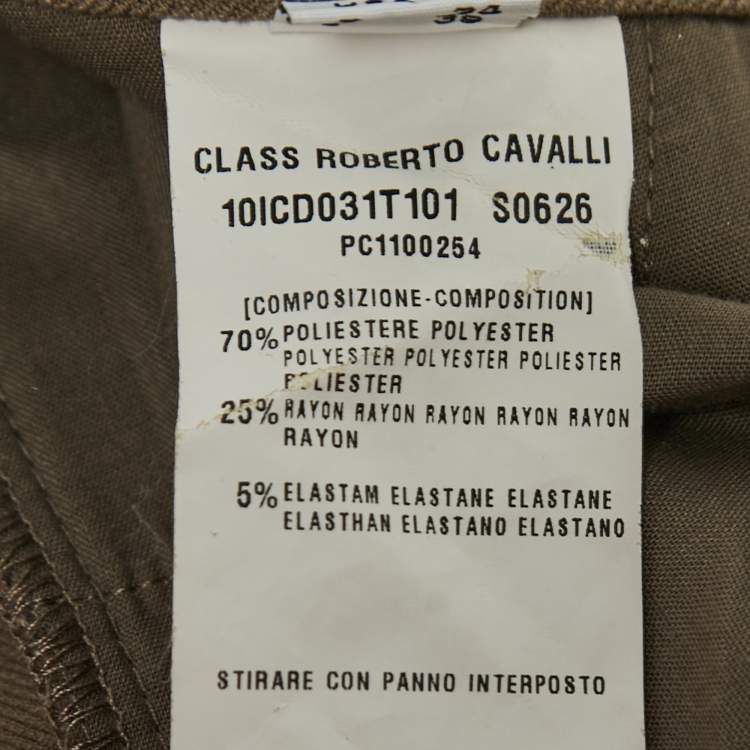 CLASS ROBERTO CAVALLI
10ICD031T101 S0626
PC1100254
[COMPOSIZIONE-COMPOSITION]
70% POLIESTERE POLYESTER
POLYESTER POLYESTER POLIESTER
POLIESTER
25% RAYON RAYON RAYON RAYON RAYON
RAYON
5% ELASTAM ELASTANE ELASTANE
ELASTHAN ELASTANO ELASTANO
STIRARE CON PANNO INTERPOSTO